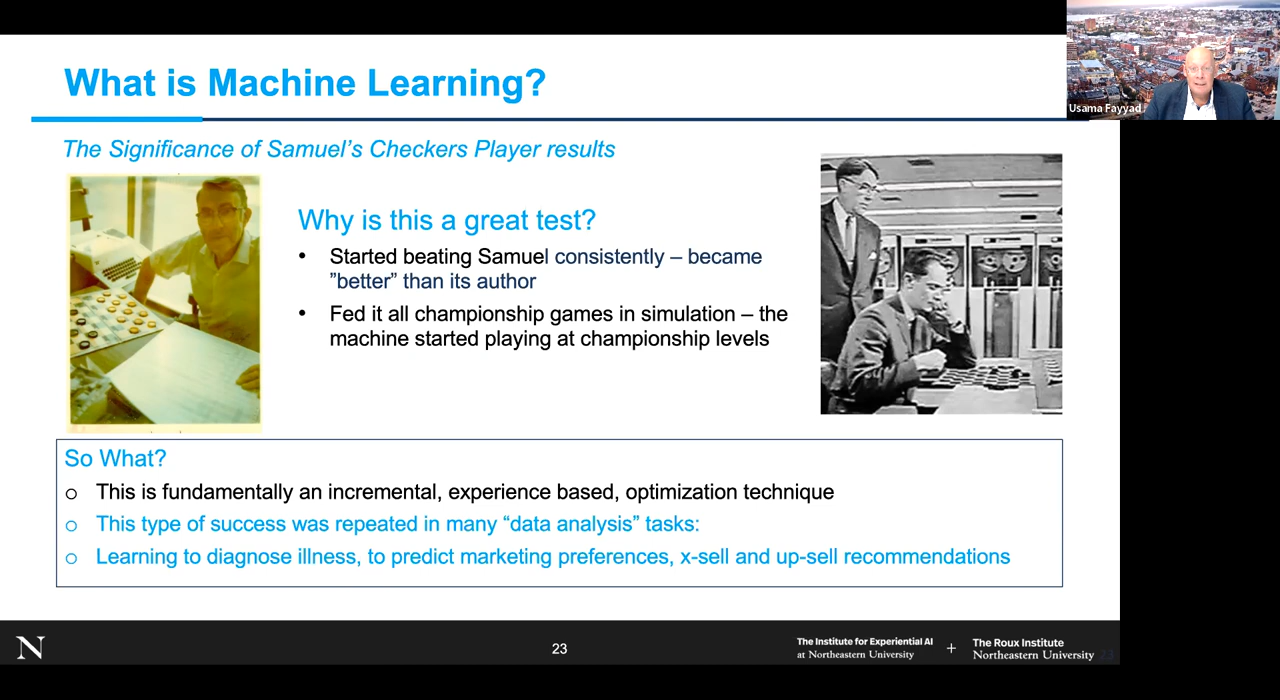 What is Machine Learning?
Usama Fayyad
The Significance of Samuel's Checkers Player results
Why is this a great test?
• Started beating Samuel consistently – became
"better" than its author
• Fed it all championship games in simulation – the
machine started playing at championship levels
So What?
o This is fundamentally an incremental, experience based, optimization technique
o This type of success was repeated in many “data analysis” tasks:
o Learning to diagnose illness, to predict marketing preferences, x-sell and up-sell recommendations
N
23
The Institute for Experiential AI
at Northeastern University
+
The Roux Institute
Northeastern University
23